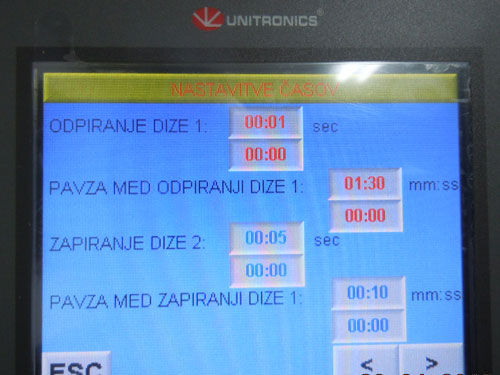 UNITRONICS
NASTAVITVE ČASOV
ODPIRANJE DIZE 1: 00:01 sec
00:00
PAVZA MED ODPIRANJI DIZE 1: 01:30 mm:ss
00:00
ZAPIRANJE DIZE 2: 00:05 sec
00:00
PAVZA MED ZAPIRANJI DIZE 1: 00:10 mm:ss
00:00
ESC < >